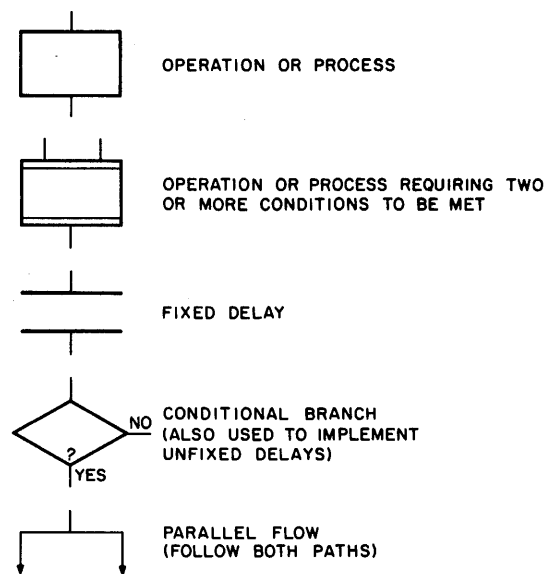 OPERATION OR PROCESS
OPERATION OR PROCESS REQUIRING TWO
OR MORE CONDITIONS TO BE MET
FIXED DELAY
NO
?
YES
CONDITIONAL BRANCH
(ALSO USED TO IMPLEMENT
UNFIXED DELAYS)
PARALLEL FLOW
(FOLLOW BOTH PATHS)